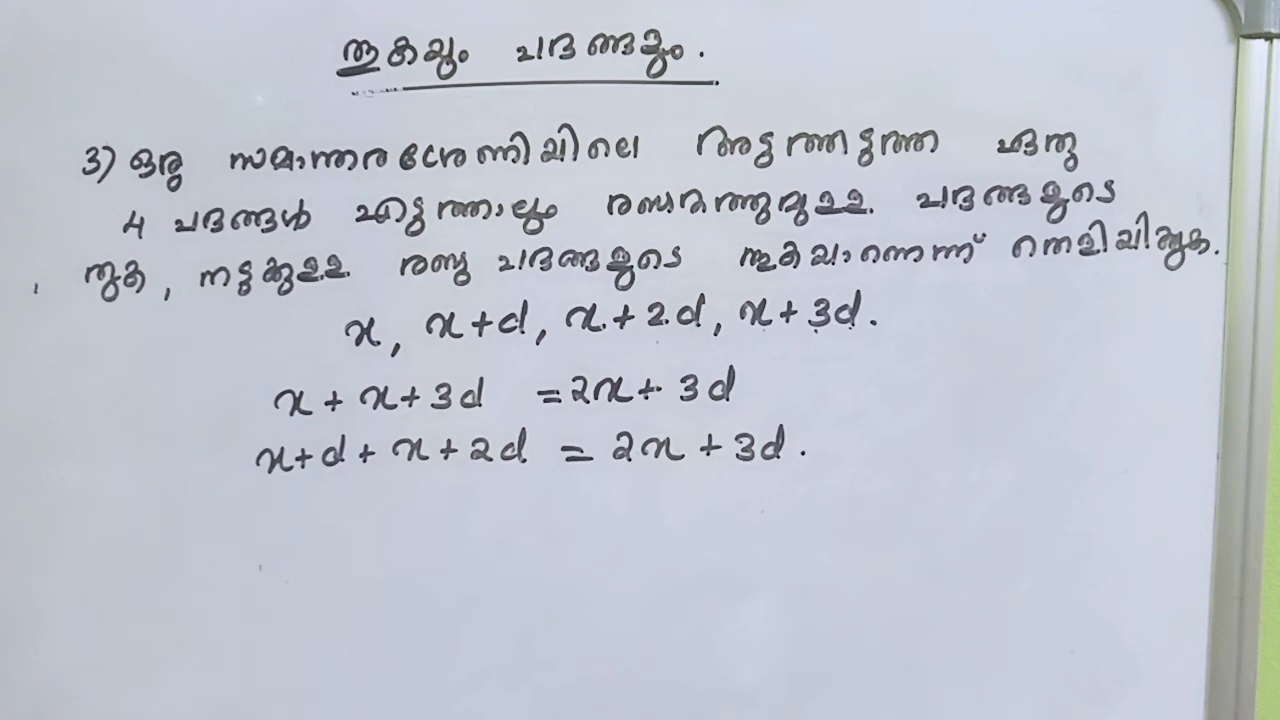 തുകയും പദങ്ങളും.
3) ഒരു സമാന്തരശ്രേണിയിലെ അടുത്തടുത്ത ഏതു
4 പദങ്ങൾ എടുത്താലും രണ്ടറ്റത്തുമുള്ള പദങ്ങളുടെ
തുക, നടുക്കുള്ള രണ്ടു പദങ്ങളുടെ തുകയാണെന്ന് തെളിയിക്കുക.
x, x+d, x+2d, x+3d.
x + x+3d = 2x+3d
x+d + x+2d = 2x+3d.